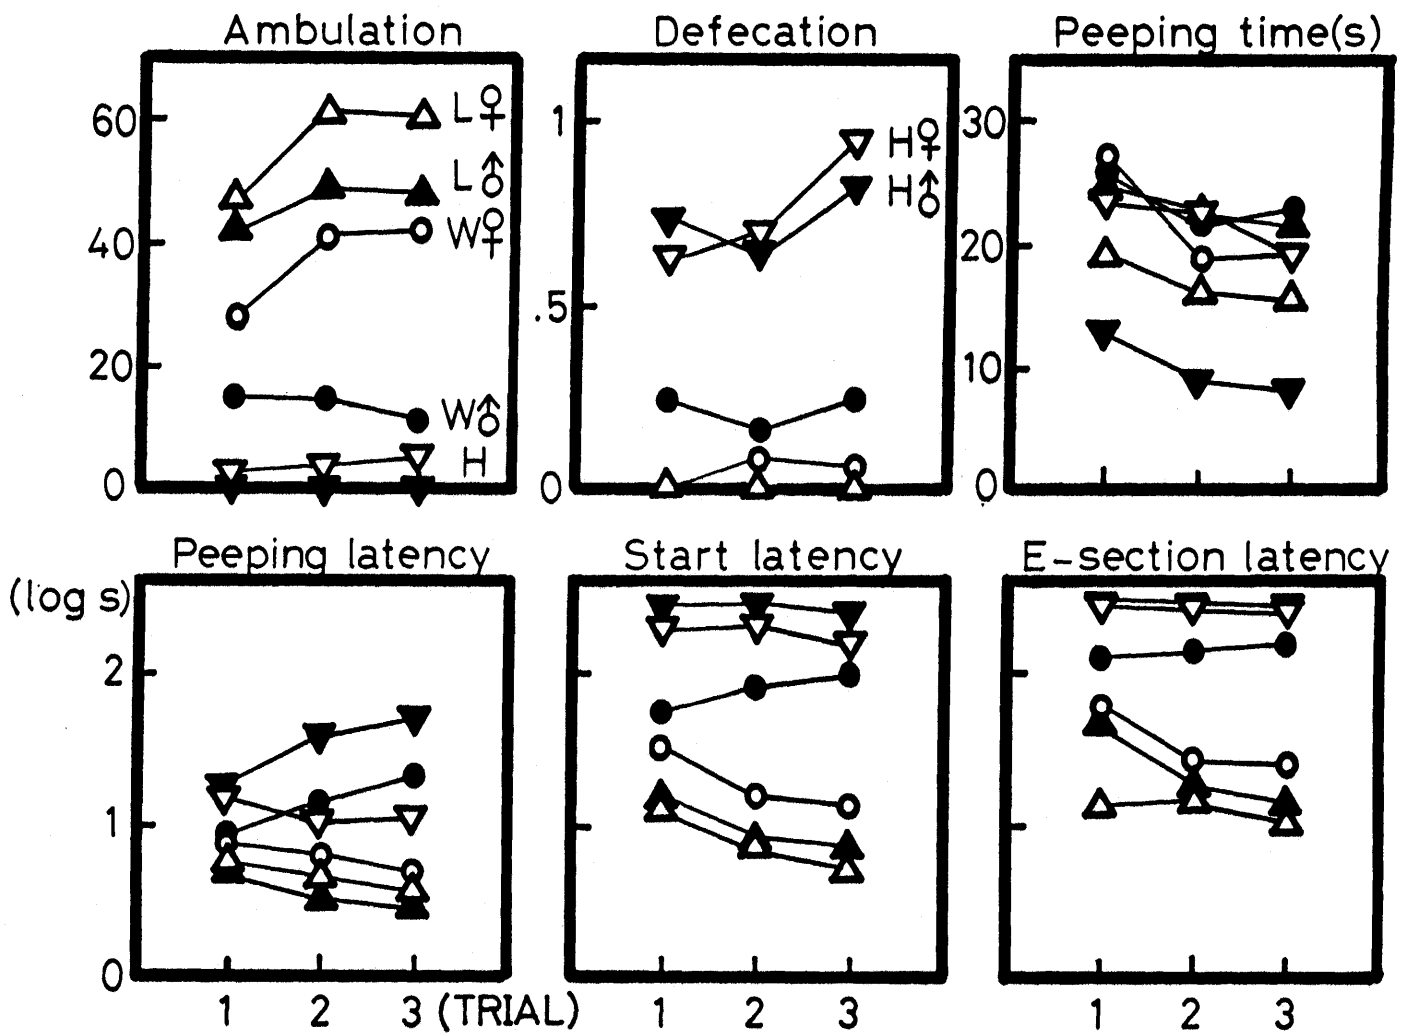 Ambulation Defecation Peeping time(s)
60 L♀ 1 H♀ 30
L♂ H♂
40 W♀ 20
.5
20 W♂ 10
H
0 0 0
Peeping latency Start latency E-section latency
(log s)
2
1
0
1 2 3 (TRIAL) 1 2 3 1 2 3